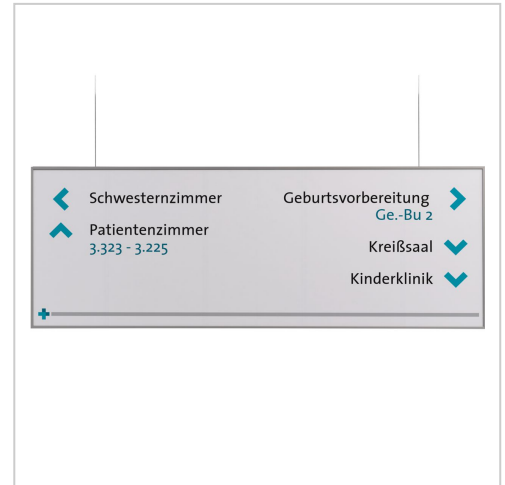 Schwesternzimmer
Patientenzimmer
3.323 - 3.225
Geburtsvorbereitung
Ge.-Bu 2
Kreißsaal
Kinderklinik